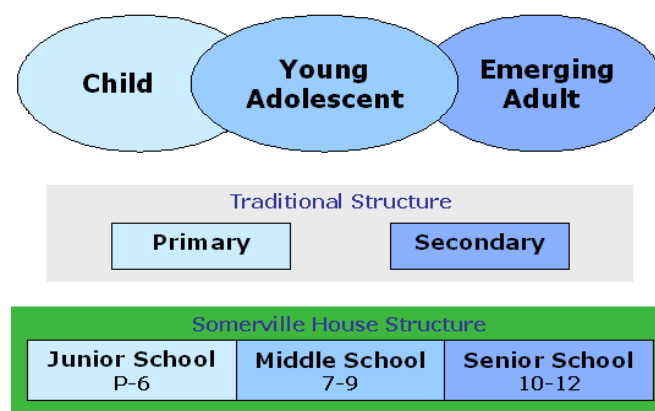 Child
Young
Adolescent
Emerging
Adult
Traditional Structure
Primary
Secondary
Somerville House Structure
Junior School
P-6
Middle School
7-9
Senior School
10-12